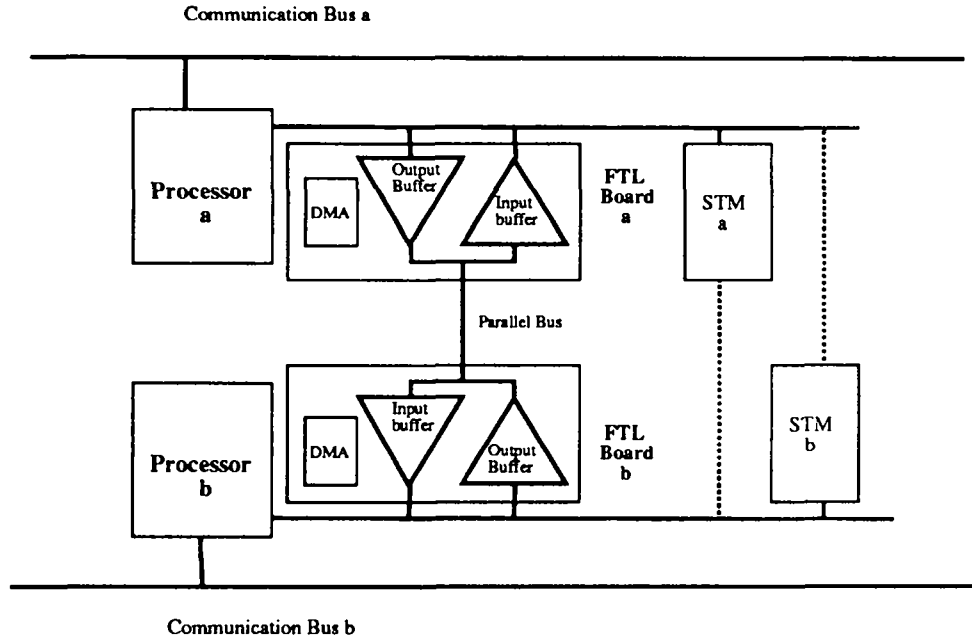 Communication Bus a
Processor
a
DMA
Output
Buffer
Input
buffer
FTL
Board
a
STM
a
Parallel Bus
Processor
b
DMA
Input
buffer
Output
Buffer
FTL
Board
b
STM
b
Communication Bus b